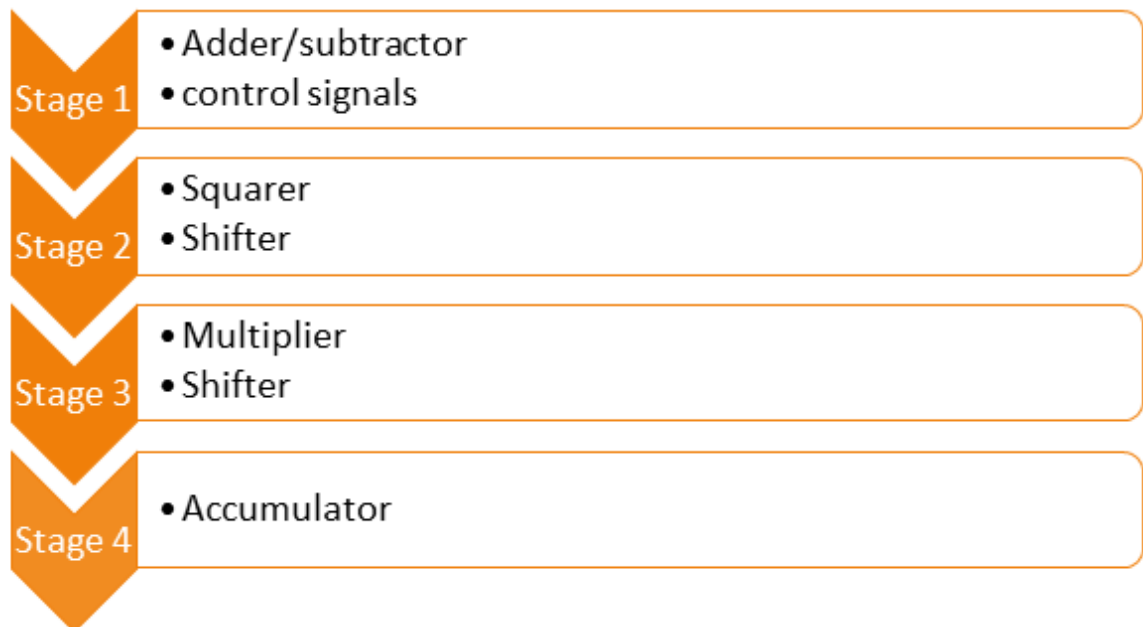 Stage 1
• Adder/subtractor
• control signals
Stage 2
• Squarer
• Shifter
Stage 3
• Multiplier
• Shifter
Stage 4
• Accumulator